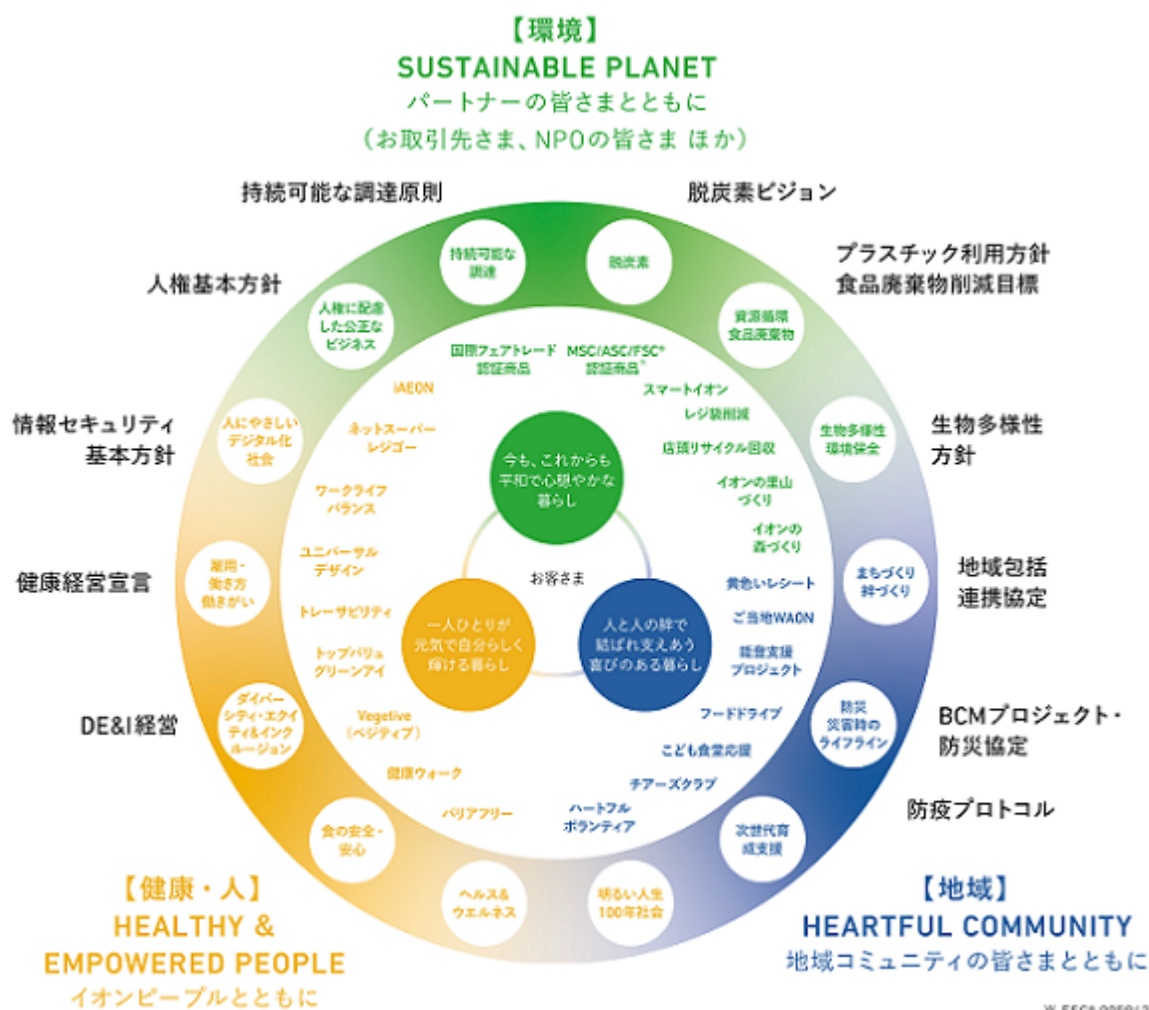 【環境】
SUSTAINABLE PLANET
パートナーの皆さまとともに
(お取引先さま、NPOの皆さま ほか)
持続可能な調達原則
脱炭素ビジョン
人権基本方針
プラスチック利用方針
食品廃棄物削減目標
情報セキュリティ
基本方針
生物多様性
方針
健康経営宣言
地域包括
連携協定
DE&I経営
BCMプロジェクト・
防災協定
防疫プロトコル
持続可能な
調達
脱炭素
人権に配慮
した公正な
ビジネス
資源循環
食品廃棄物
人にやさしい
デジタル化
社会
生物多様性
環境保全
雇用・
働き方
働きがい
まちづくり
絆づくり
ダイバー
シティ・エクイ
ティ&インク
ルージョン
防災
災害時の
ライフライン
食の安全・
安心
次世代育
成支援
ヘルス&
ウエルネス
明るい人生
100年社会
国際フェアトレード
認証商品
MSC/ASC/FSC®
認証商品※
iAEON
スマートイオン
レジ袋削減
ネットスーパー
レジゴー
店頭リサイクル回収
ワークライフ
バランス
イオンの里山
づくり
イオンの
森づくり
ユニバーサル
デザイン
黄色いレシート
トレーサビリティ
ご当地WAON
トップバリュ
グリーンアイ
能登支援
プロジェクト
Vegetive
(ベジティブ)
フードドライブ
こども食堂応援
健康ウォーク
チアーズクラブ
バリアフリー
ハートフル
ボランティア
今も、これからも
平和で心穏やかな
暮らし
お客さま
一人ひとりが
元気で自分らしく
輝ける暮らし
人と人の絆で
結ばれ支えあう
喜びのある暮らし
【健康・人】
HEALTHY &
EMPOWERED PEOPLE
イオンピープルとともに
【地域】
HEARTFUL COMMUNITY
地域コミュニティの皆さまとともに